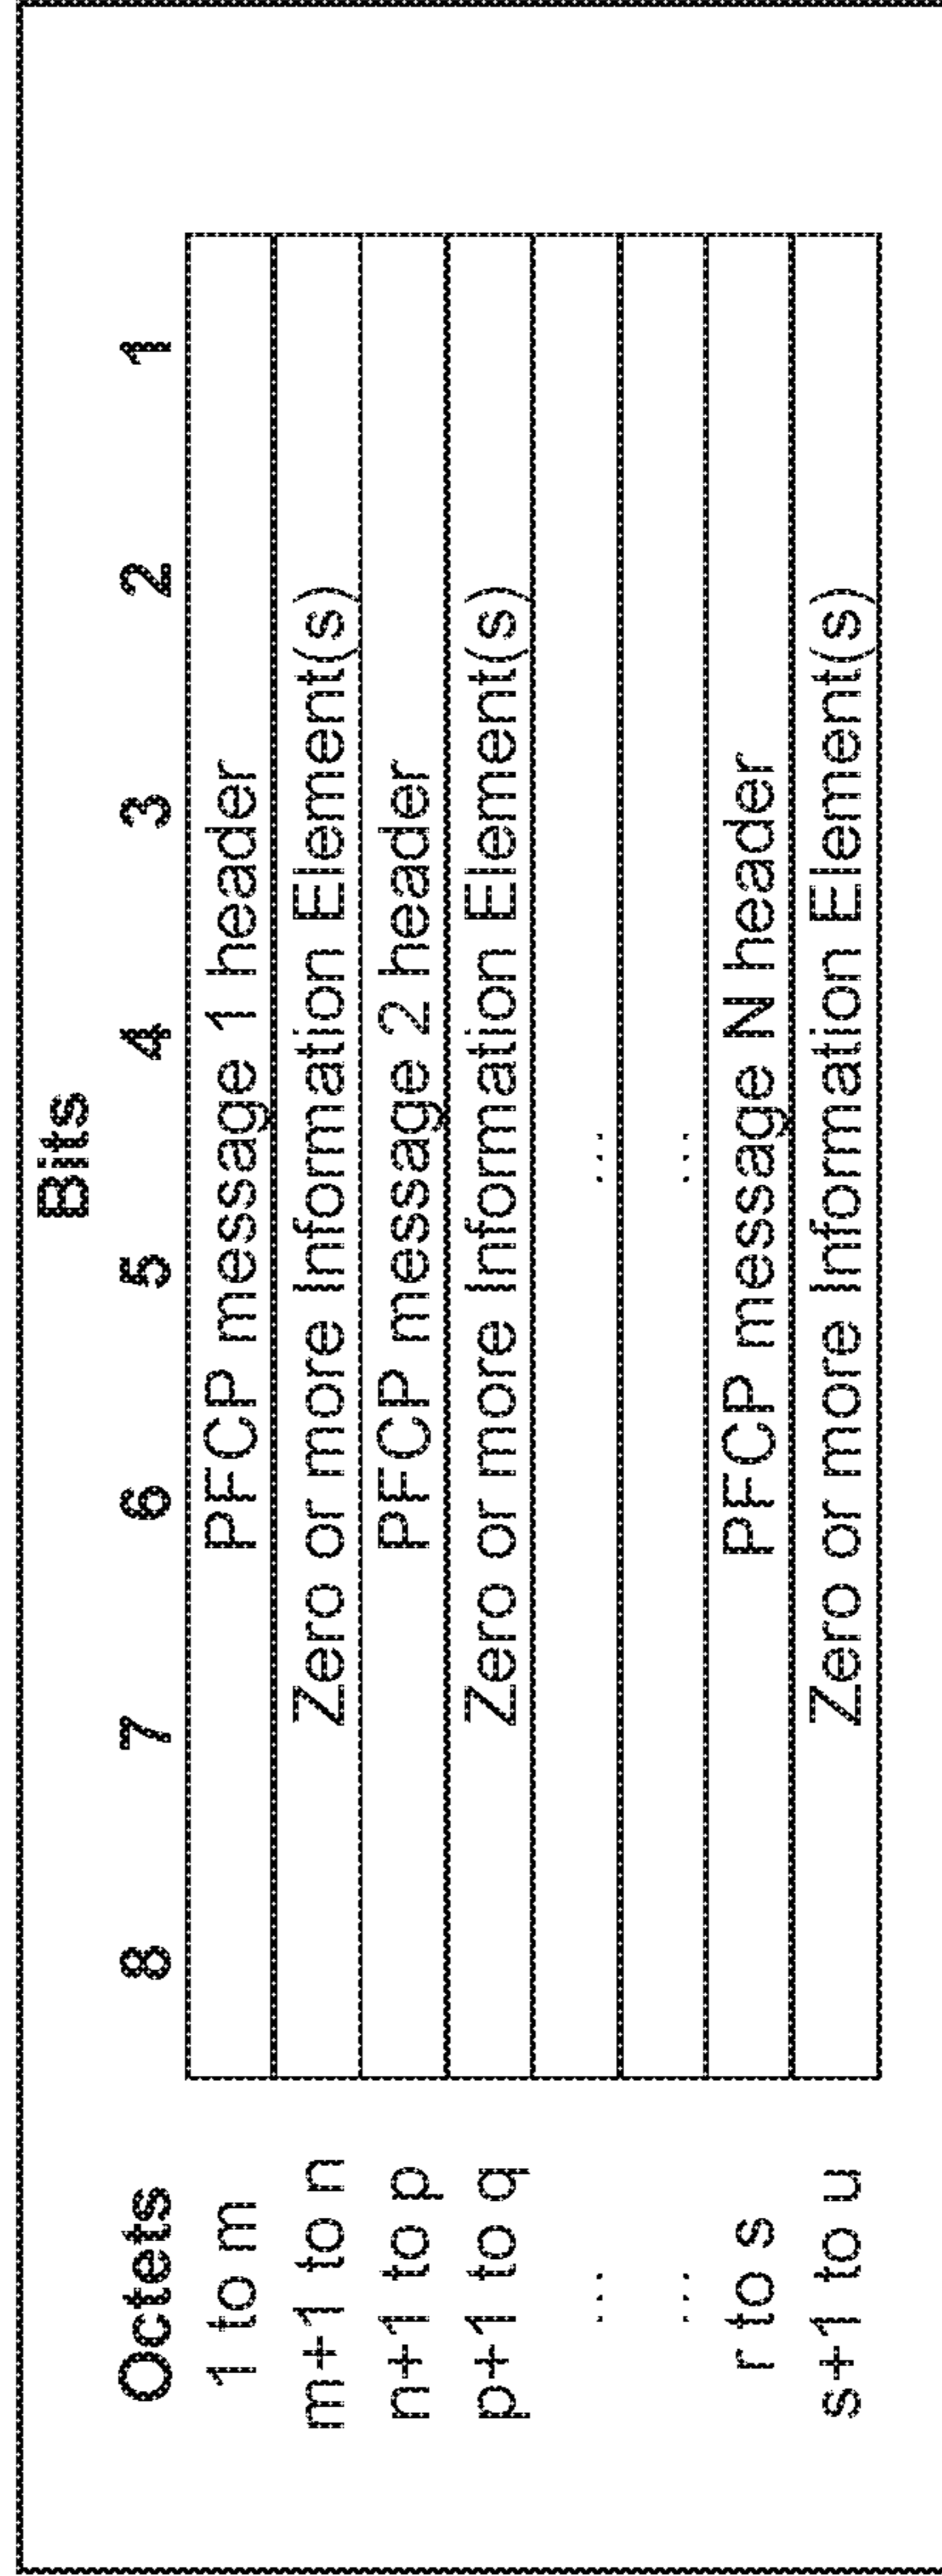 Bits
Octets 8 7 6 5 4 3 2 1
1 to m PFCP message 1 header
m+1 to n Zero or more Information Element(s)
n+1 to p PFCP message 2 header
p+1 to q Zero or more Information Element(s)
... ...
... ...
r to s PFCP message N header
s+1 to u Zero or more Information Element(s)